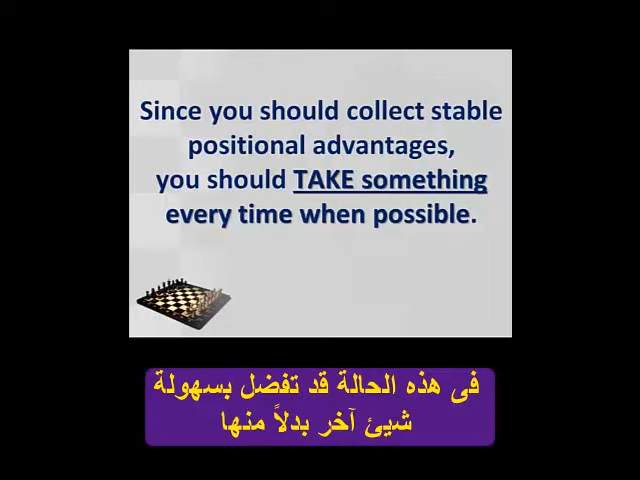 Since you should collect stable
positional advantages,
you should TAKE something
every time when possible.
فى هذه الحالة قد تفضل بسهولة
شيئ آخر بدلاً منها